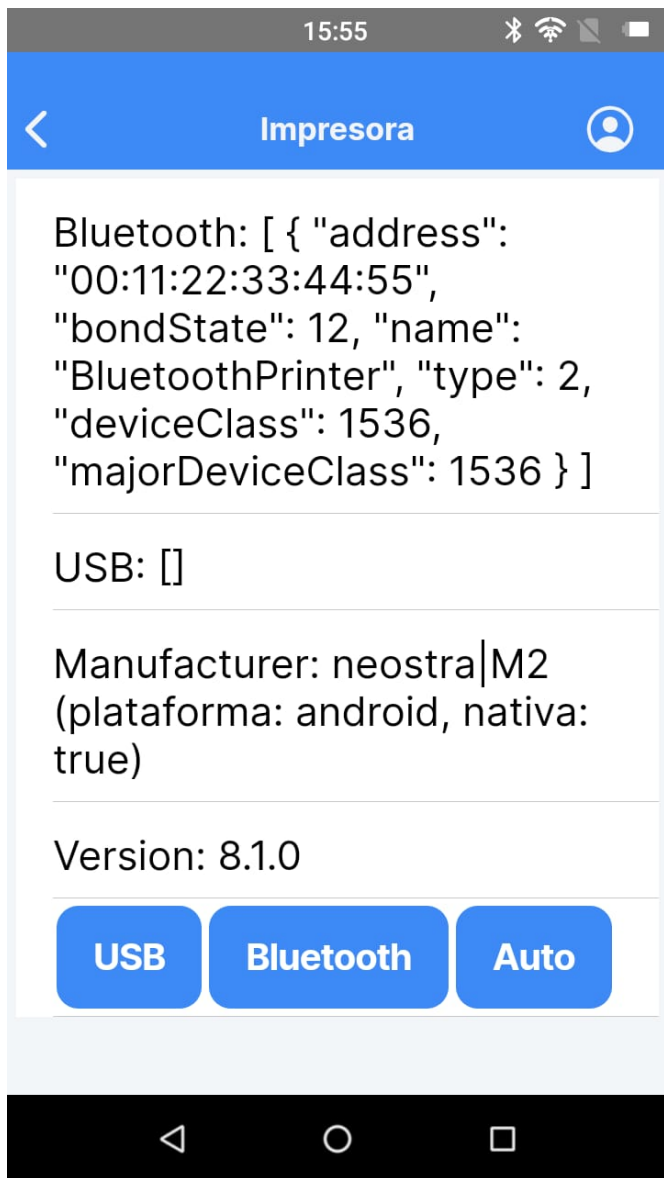 15:55
Impresora
Bluetooth: [ { "address":
"00:11:22:33:44:55",
"bondState": 12, "name":
"BluetoothPrinter", "type": 2,
"deviceClass": 1536,
"majorDeviceClass": 1536 } ]
USB: []
Manufacturer: neostra|M2
(plataforma: android, nativa:
true)
Version: 8.1.0
USB Bluetooth Auto